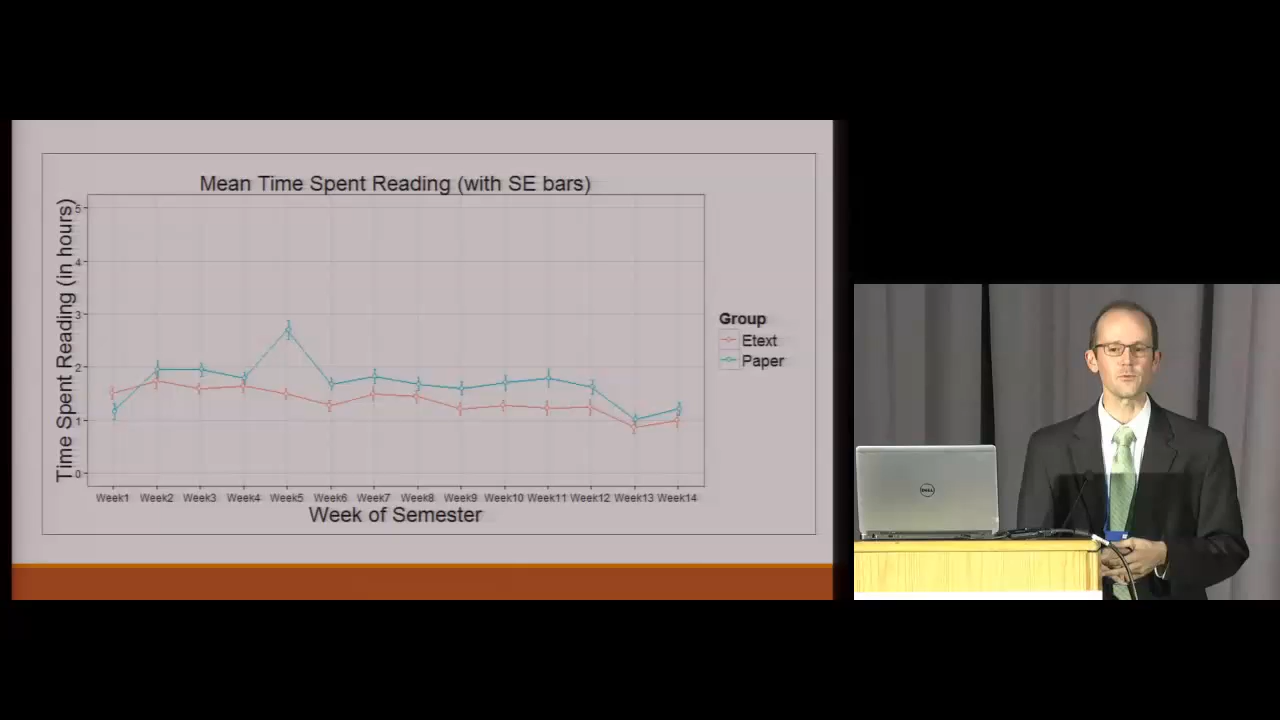 Mean Time Spent Reading (with SE bars)
Time Spent Reading (in hours)
5
4
3
2
1
0
Week1 Week2 Week3 Week4 Week5 Week6 Week7 Week8 Week9 Week10 Week11 Week12 Week13 Week14
Week of Semester
Group
Etext
Paper
DELL